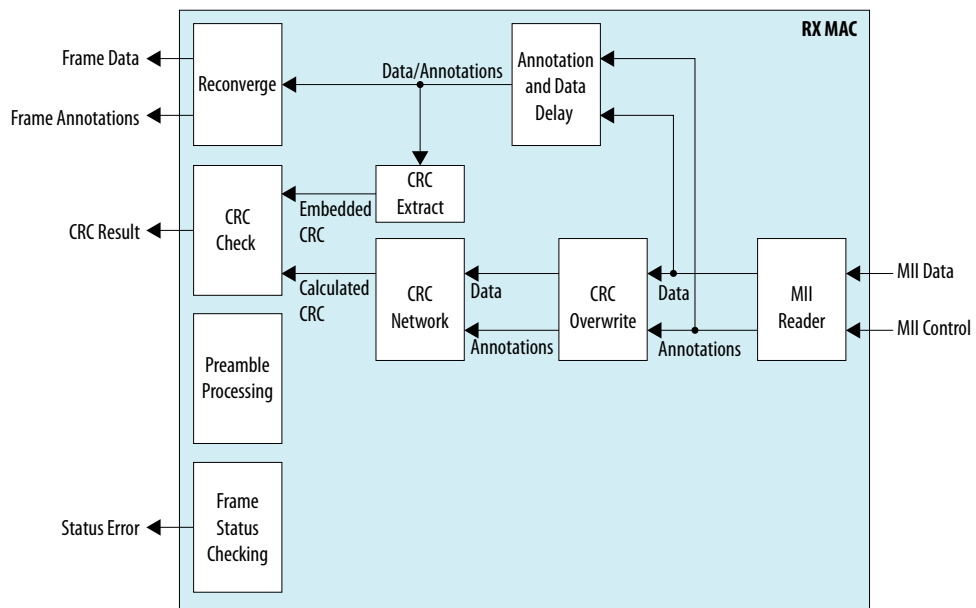 RX MAC
Frame Data
Frame Annotations
Reconverge
Data/Annotations
Annotation
and Data
Delay
CRC
Extract
Embedded
CRC
CRC
Check
CRC Result
Calculated
CRC
CRC
Network
Data
Annotations
CRC
Overwrite
Data
Annotations
MII
Reader
MII Data
MII Control
Preamble
Processing
Status Error
Frame
Status
Checking